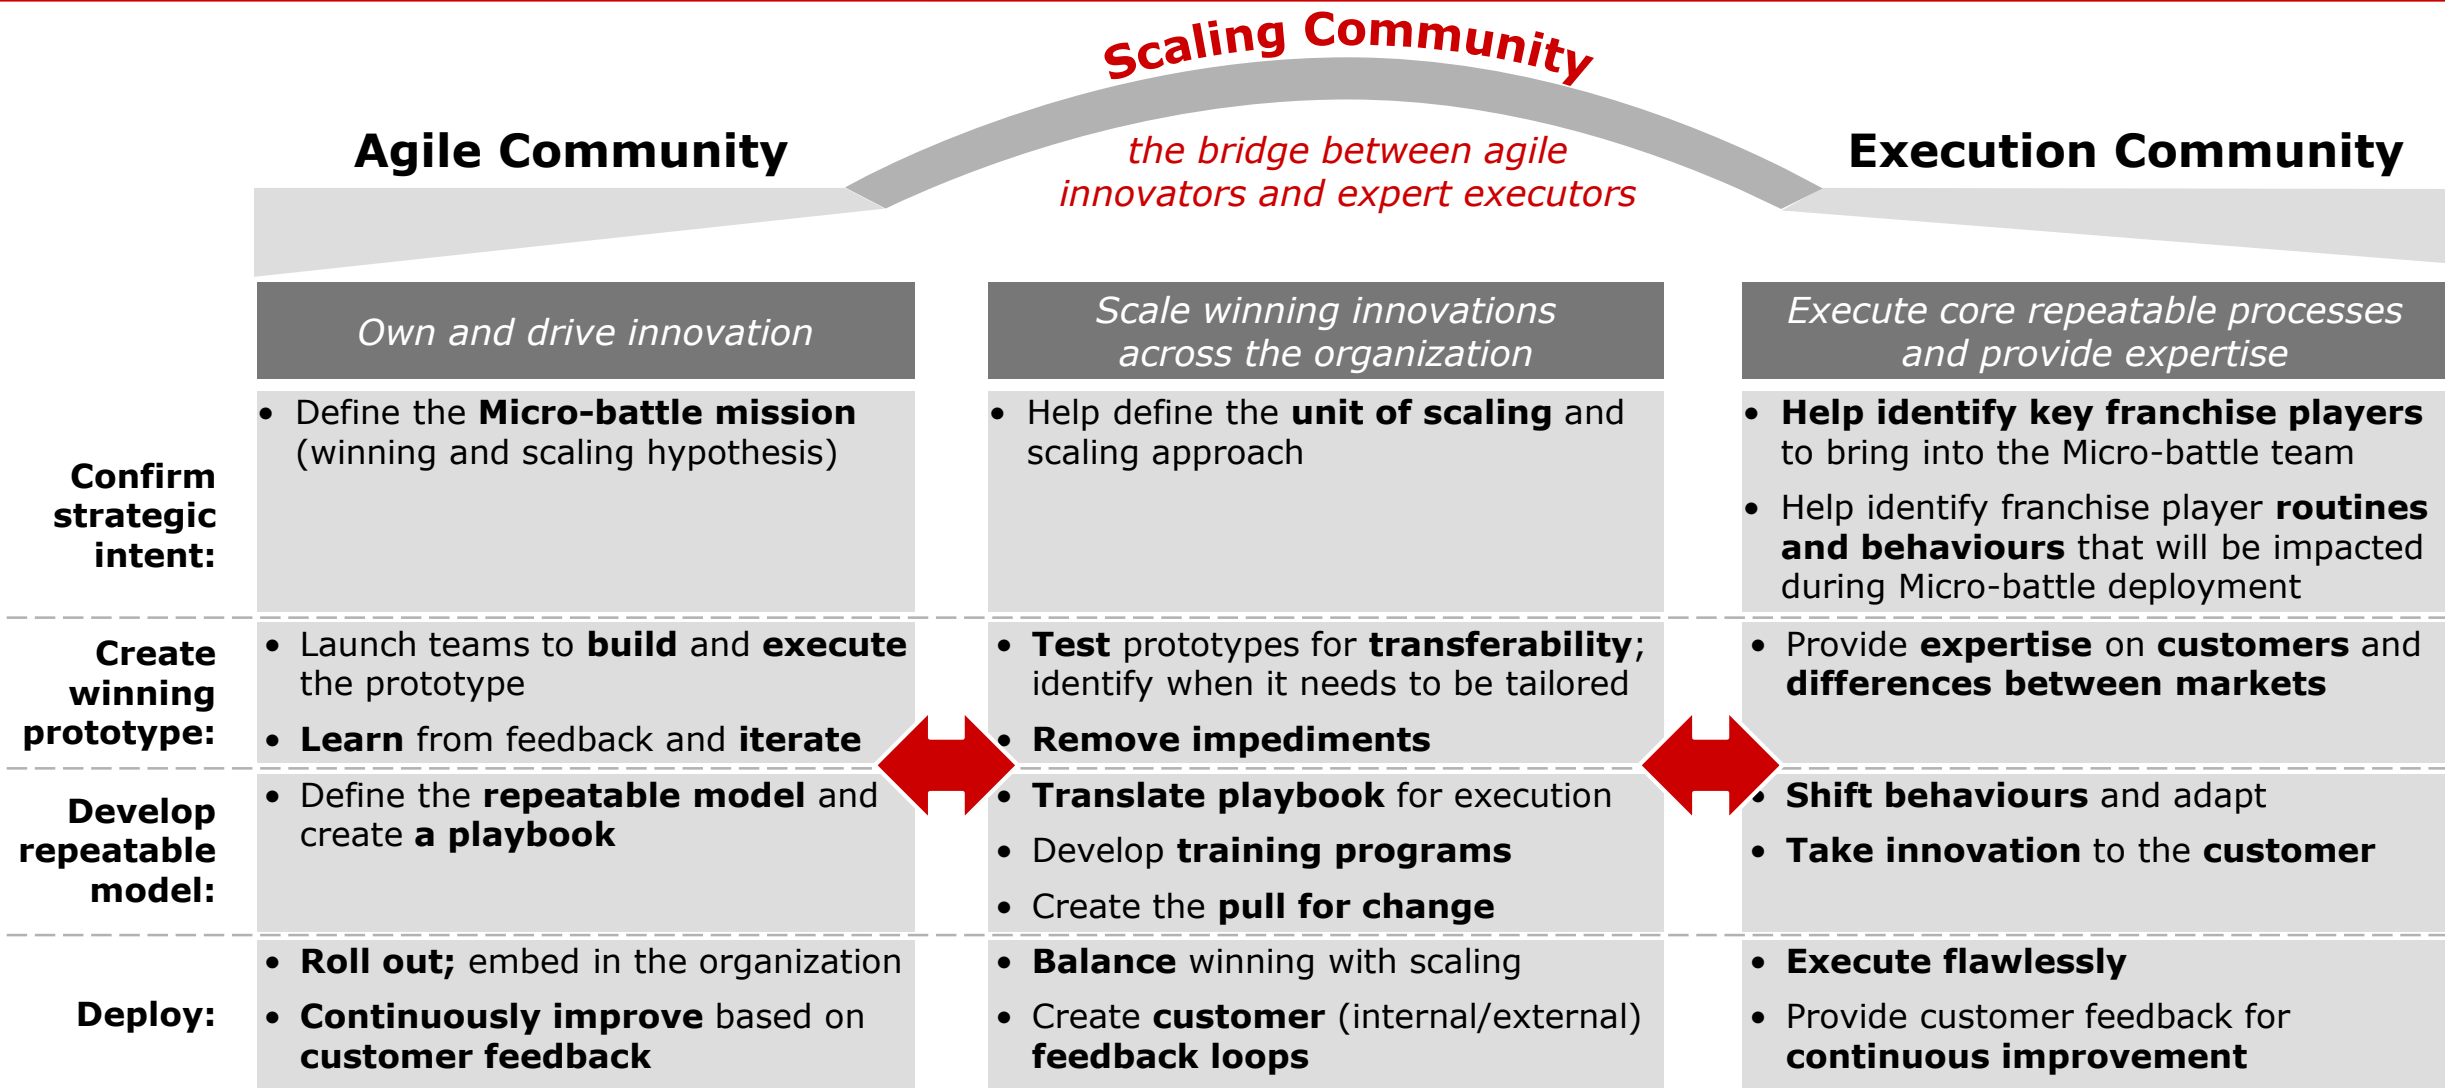 Scaling Community
Agile Community
the bridge between agile
innovators and expert executors
Execution Community
Own and drive innovation
Scale winning innovations
across the organization
Execute core repeatable processes
and provide expertise
Confirm
strategic
intent:
• Define the Micro-battle mission
(winning and scaling hypothesis)
• Help define the unit of scaling and
scaling approach
• Help identify key franchise players
to bring into the Micro-battle team
• Help identify franchise player routines
and behaviours that will be impacted
during Micro-battle deployment
Create
winning
prototype:
• Launch teams to build and execute
the prototype
• Learn from feedback and iterate
• Test prototypes for transferability;
identify when it needs to be tailored
• Remove impediments
• Provide expertise on customers and
differences between markets
Develop
repeatable
model:
• Define the repeatable model and
create a playbook
• Translate playbook for execution
• Develop training programs
• Create the pull for change
• Shift behaviours and adapt
• Take innovation to the customer
Deploy:
• Roll out; embed in the organization
• Continuously improve based on
customer feedback
• Balance winning with scaling
• Create customer (internal/external)
feedback loops
• Execute flawlessly
• Provide customer feedback for
continuous improvement